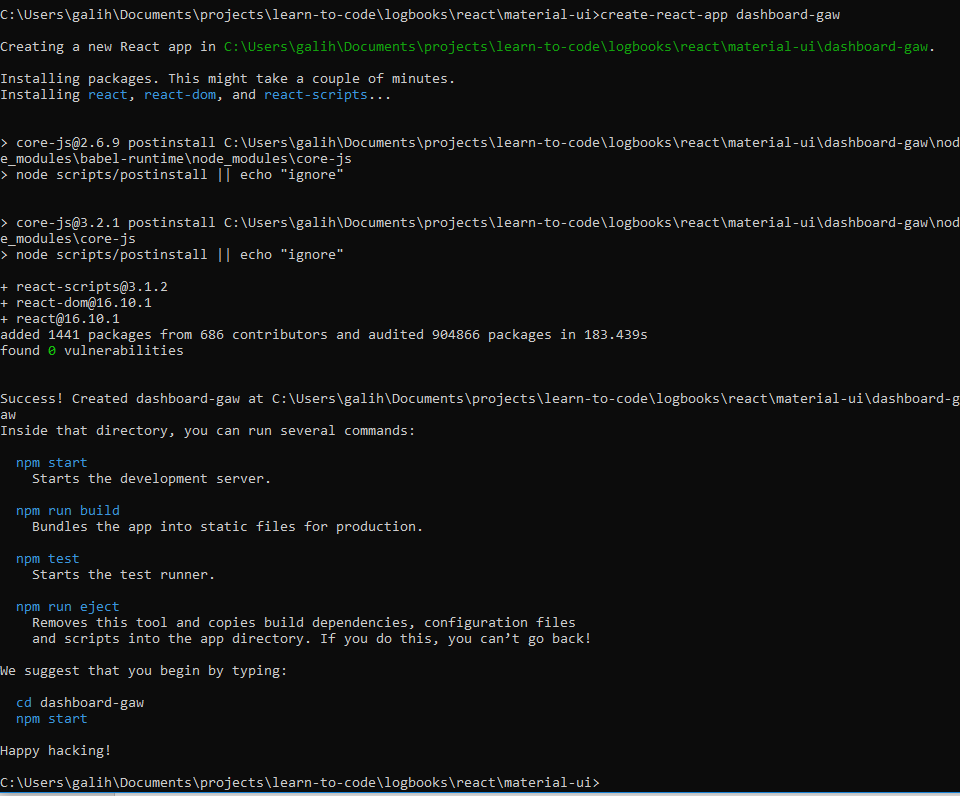 C:\Users\galih\Documents\projects\learn-to-code\logbooks\react\material-ui>create-react-app dashboard-gaw
Creating a new React app in C:\Users\galih\Documents\projects\learn-to-code\logbooks\react\material-ui\dashboard-gaw.
Installing packages. This might take a couple of minutes.
Installing react, react-dom, and react-scripts...
> core-js@2.6.9 postinstall C:\Users\galih\Documents\projects\learn-to-code\logbooks\react\material-ui\dashboard-gaw\nod
e_modules\babel-runtime\node_modules\core-js
> node scripts/postinstall || echo "ignore"
> core-js@3.2.1 postinstall C:\Users\galih\Documents\projects\learn-to-code\logbooks\react\material-ui\dashboard-gaw\nod
e_modules\core-js
> node scripts/postinstall || echo "ignore"
+ react-scripts@3.1.2
+ react-dom@16.10.1
+ react@16.10.1
added 1441 packages from 686 contributors and audited 904866 packages in 183.439s
found 0 vulnerabilities
Success! Created dashboard-gaw at C:\Users\galih\Documents\projects\learn-to-code\logbooks\react\material-ui\dashboard-g
aw
Inside that directory, you can run several commands:
npm start
Starts the development server.
npm run build
Bundles the app into static files for production.
npm test
Starts the test runner.
npm run eject
Removes this tool and copies build dependencies, configuration files
and scripts into the app directory. If you do this, you can’t go back!
We suggest that you begin by typing:
cd dashboard-gaw
npm start
Happy hacking!
C:\Users\galih\Documents\projects\learn-to-code\logbooks\react\material-ui>